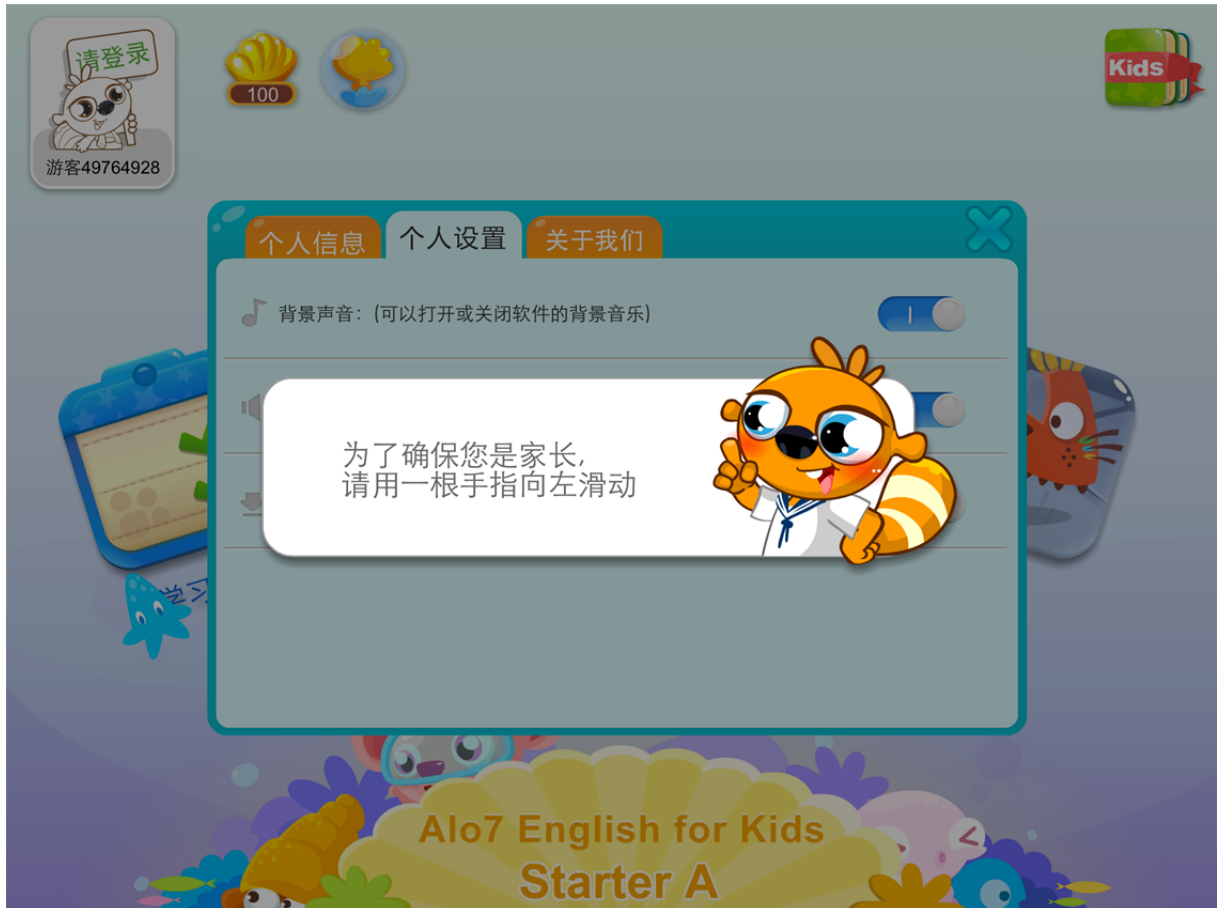 请登录
游客49764928
100
Kids
个人信息
个人设置
关于我们
背景声音：(可以打开或关闭软件的背景音乐)
为了确保您是家长,
请用一根手指向左滑动
学习
Alo7 English for Kids
Starter A